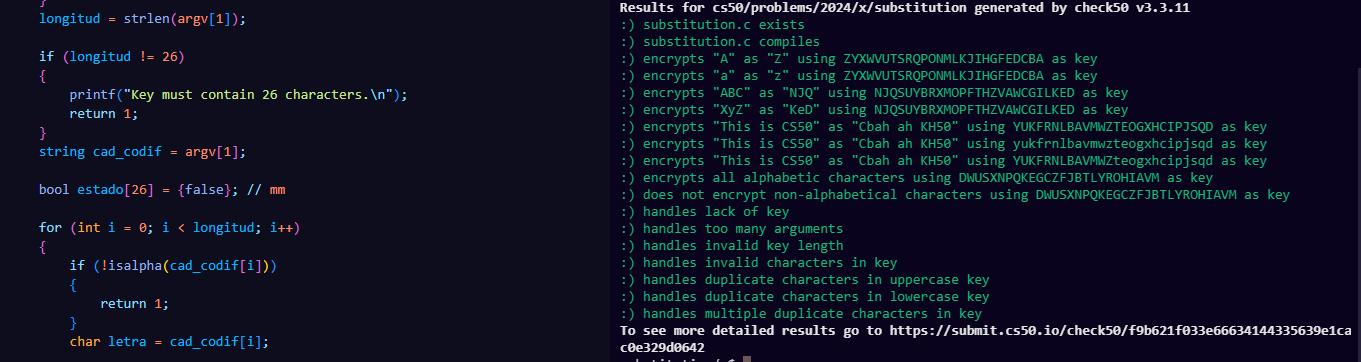 }
longitud = strlen(argv[1]);
if (longitud != 26)
{
printf("Key must contain 26 characters.\n");
return 1;
}
string cad_codif = argv[1];
bool estado[26] = {false}; // mm
for (int i = 0; i < longitud; i++)
{
if (!isalpha(cad_codif[i]))
{
return 1;
}
char letra = cad_codif[i];
Results for cs50/problems/2024/x/substitution generated by check50 v3.3.11
:) substitution.c exists
:) substitution.c compiles
:) encrypts "A" as "Z" using ZYXWVUTSRQPONMLKJIHGFEDCBA as key
:) encrypts "a" as "z" using ZYXWVUTSRQPONMLKJIHGFEDCBA as key
:) encrypts "ABC" as "NJQ" using NJQSUYBRXMOPFTHZVAWCGILKED as key
:) encrypts "XyZ" as "KeD" using NJQSUYBRXMOPFTHZVAWCGILKED as key
:) encrypts "This is CS50" as "Cbah ah KH50" using YUKFRNLBAVMWZTEOGXHCIPJSQD as key
:) encrypts "This is CS50" as "Cbah ah KH50" using yukfrnlbavmwzteogxhcipjsqd as key
:) encrypts "This is CS50" as "Cbah ah KH50" using YUKFRNLBAVMWZteogxhcipjsqd as key
:) encrypts all alphabetic characters using DWUSXNPQKEGCZFJBTLYROHIAVM as key
:) does not encrypt non-alphabetical characters using DWUSXNPQKEGCZFJBTLYROHIAVM as key
:) handles lack of key
:) handles too many arguments
:) handles invalid key length
:) handles invalid characters in key
:) handles duplicate characters in uppercase key
:) handles duplicate characters in lowercase key
:) handles multiple duplicate characters in key
To see more detailed results go to https://submit.cs50.io/check50/f9b621f033e66634144335639e1ca
c0e329d0642